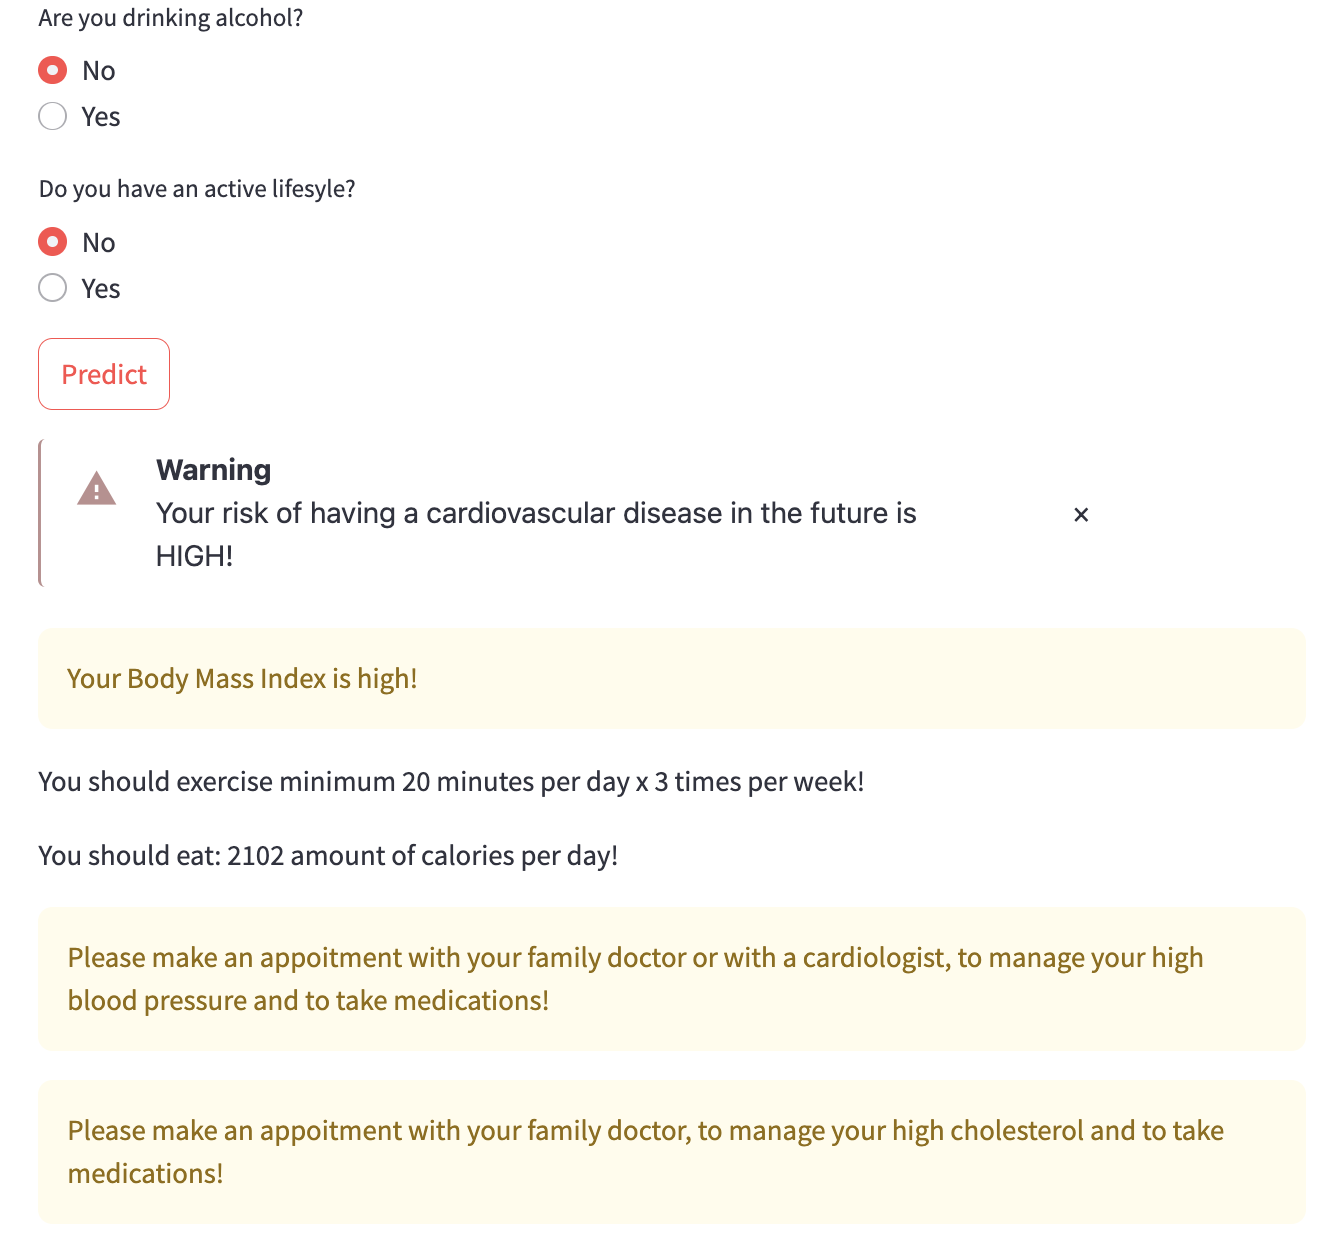 Are you drinking alcohol?
No
Yes
Do you have an active lifesyle?
No
Yes
Predict
Warning
Your risk of having a cardiovascular disease in the future is
HIGH!
Your Body Mass Index is high!
You should exercise minimum 20 minutes per day x 3 times per week!
You should eat: 2102 amount of calories per day!
Please make an appoitment with your family doctor or with a cardiologist, to manage your high
blood pressure and to take medications!
Please make an appoitment with your family doctor, to manage your high cholesterol and to take
medications!